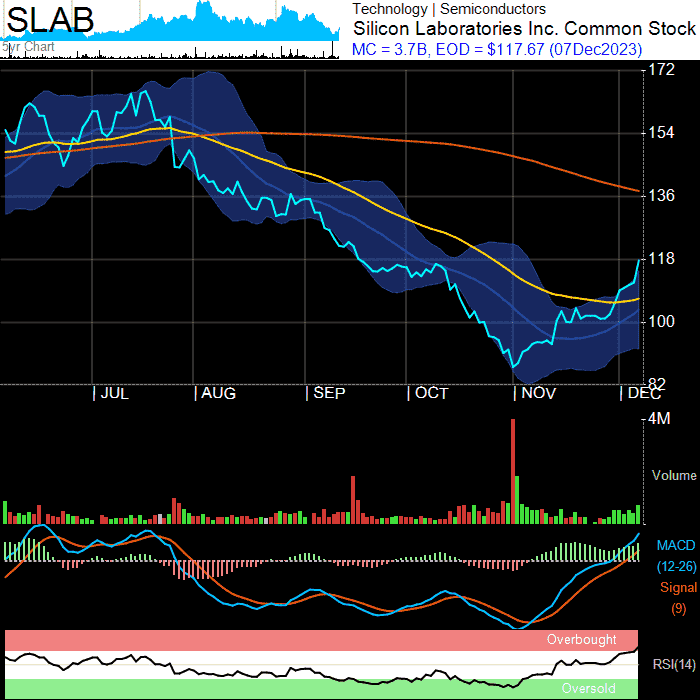 SLAB
5yr Chart
Technology | Semiconductors
Silicon Laboratories Inc. Common Stock
MC = 3.7B, EOD = $117.67 (07Dec2023)
172
154
136
118
100
82
JUL
AUG
SEP
OCT
NOV
DEC
4M
Volume
MACD
(12-26)
Signal
(9)
Overbought
RSI(14)
Oversold